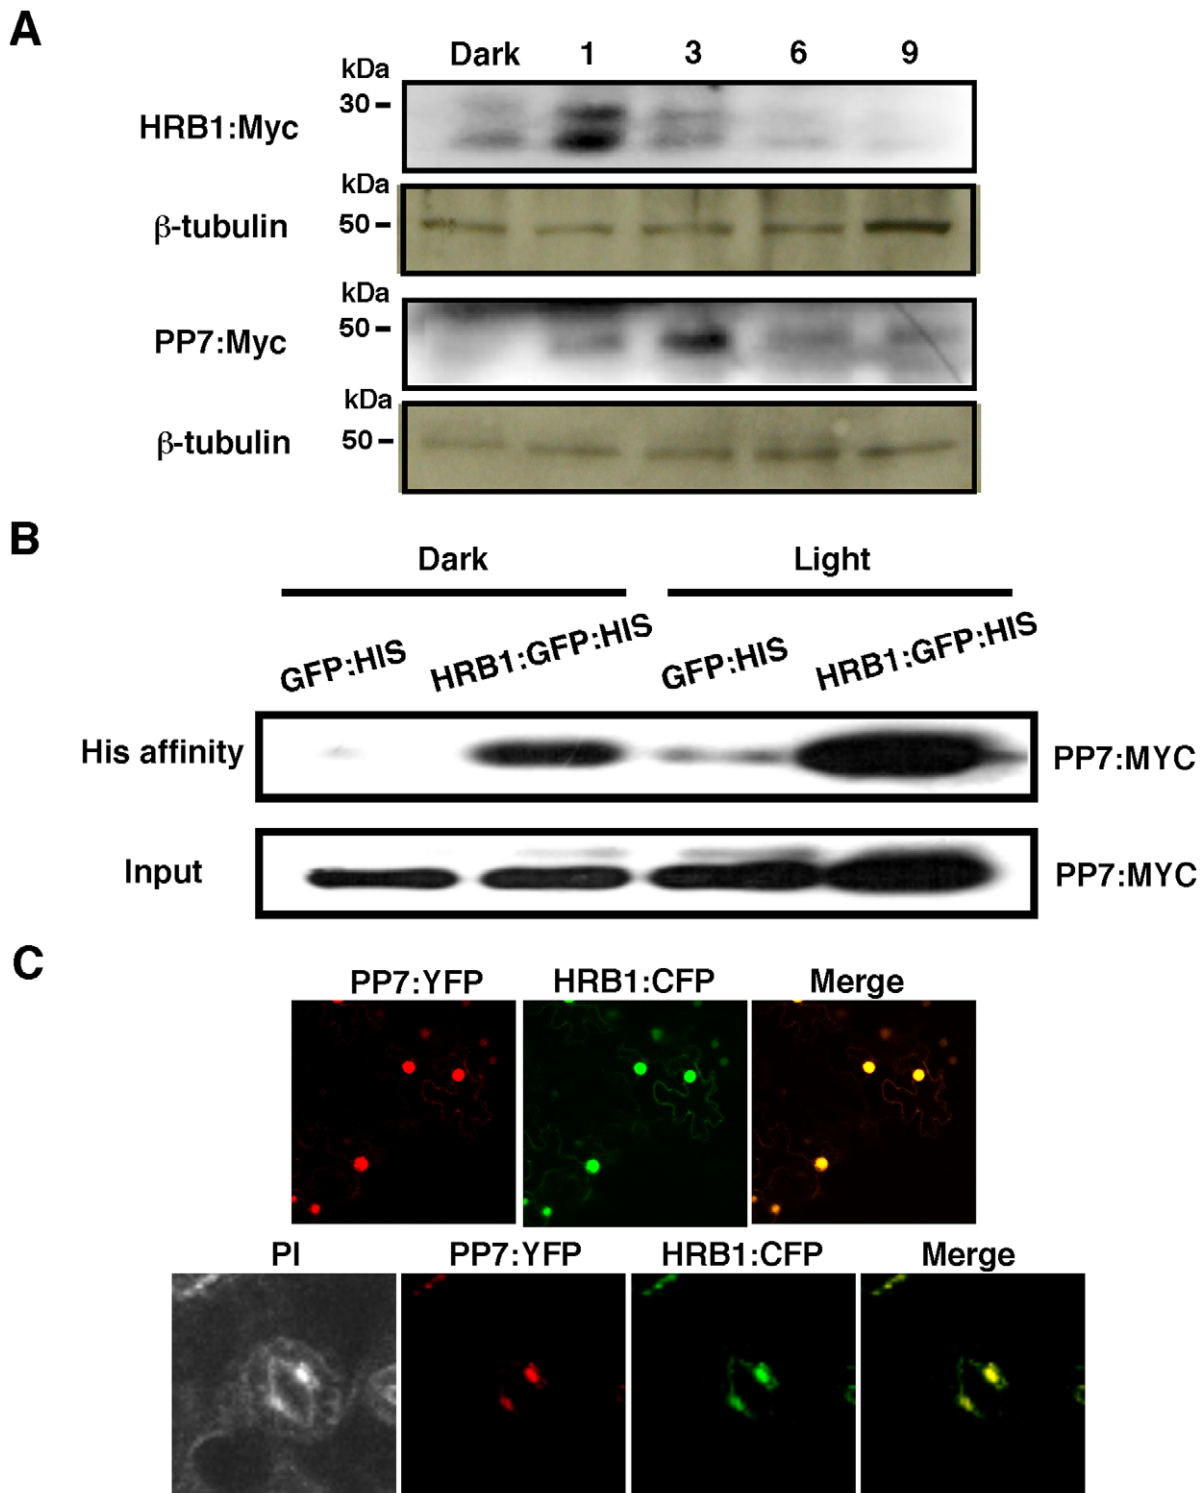 A
Dark 1 3 6 9
kDa
30
HRB1:Myc
kDa
β-tubulin 50
kDa
50
PP7:Myc
kDa
β-tubulin 50
B
Dark Light
GFP:HIS HRB1:GFP:HIS GFP:HIS HRB1:GFP:HIS
His affinity PP7:MYC
Input PP7:MYC
C
PP7:YFP HRB1:CFP Merge
PI PP7:YFP HRB1:CFP Merge